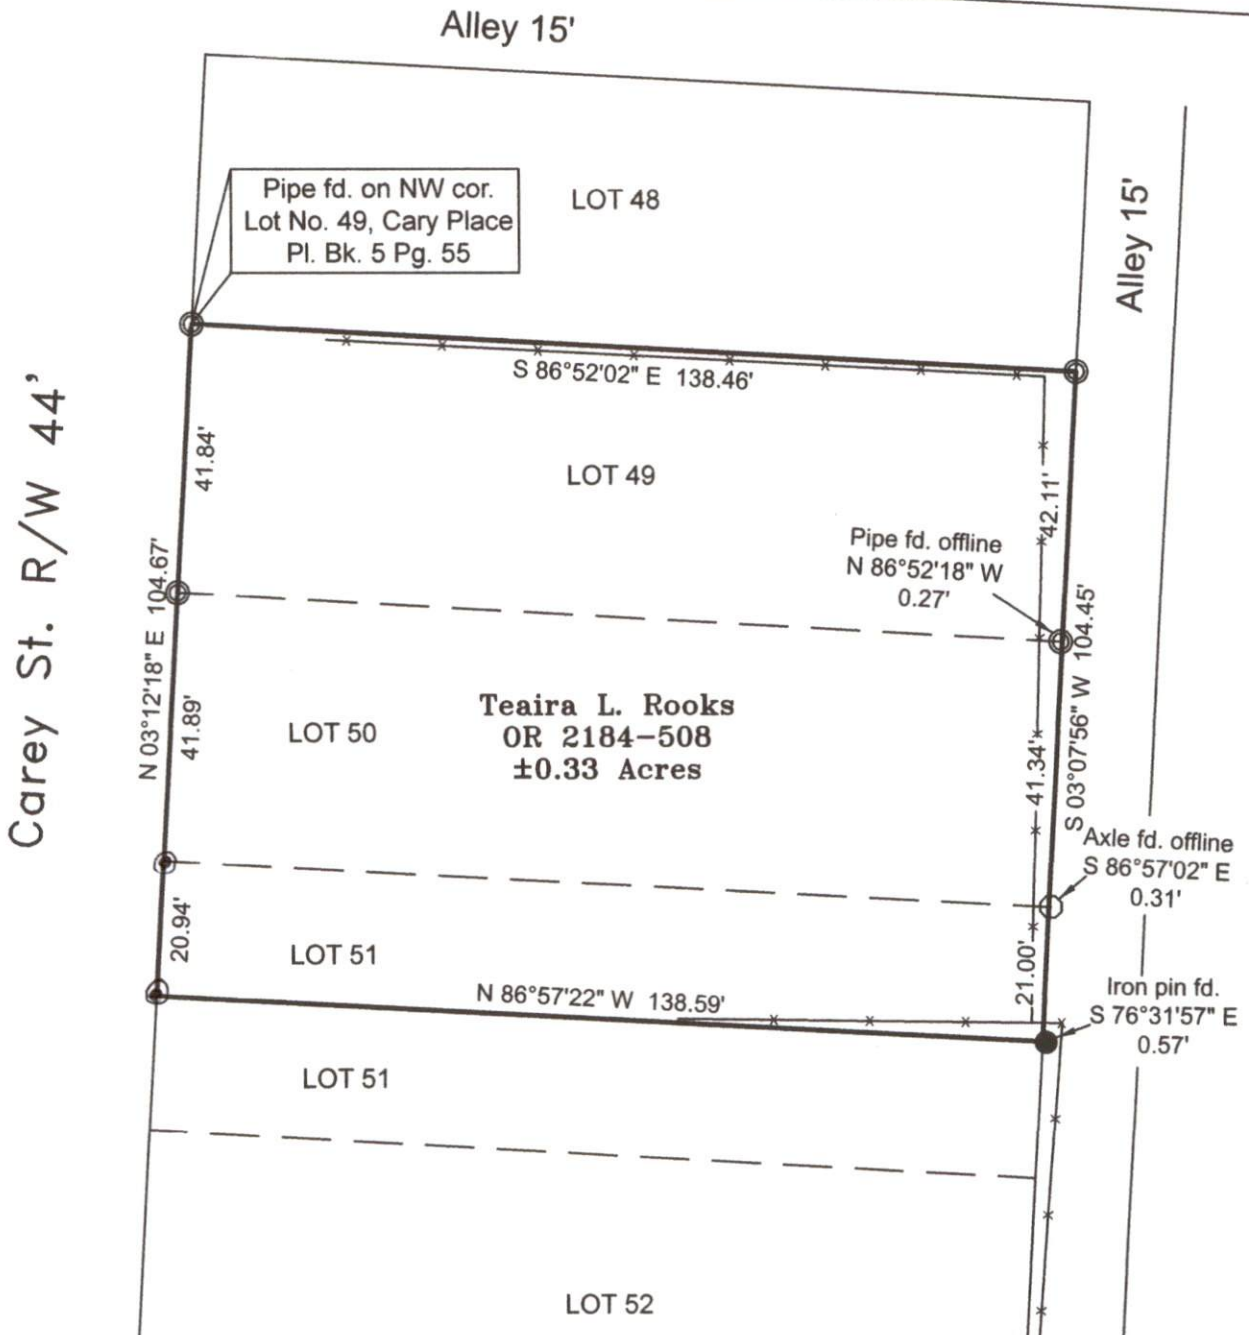 Alley 15'
LOT 48
Alley 15'
Pipe fd. on NW cor.
Lot No. 49, Cary Place
Pl. Bk. 5 Pg. 55
S 86°52'02" E 138.46'
Carey St. R/W 44'
41.84'
LOT 49
42.11'
Pipe fd. offline
N 86°52'18" W
0.27'
N 03°12'18" E 104.67'
S 03°07'56" W 104.45'
41.89'
LOT 50
Teaira L. Rooks
OR 2184-508
±0.33 Acres
41.34'
Axle fd. offline
S 86°57'02" E
0.31'
20.94'
LOT 51
21.00'
N 86°57'22" W 138.59'
Iron pin fd.
S 76°31'57" E
0.57'
LOT 51
LOT 52